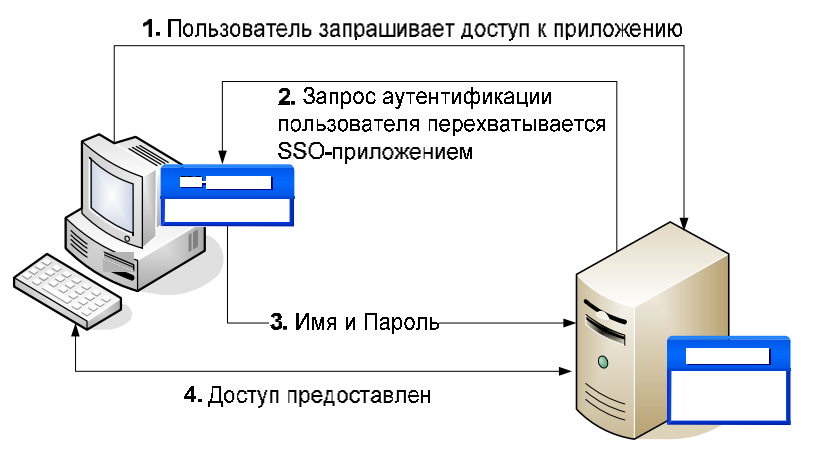 1. Пользователь запрашивает доступ к приложению
2. Запрос аутентификации
пользователя перехватывается
SSO-приложением
3. Имя и Пароль
4. Доступ предоставлен